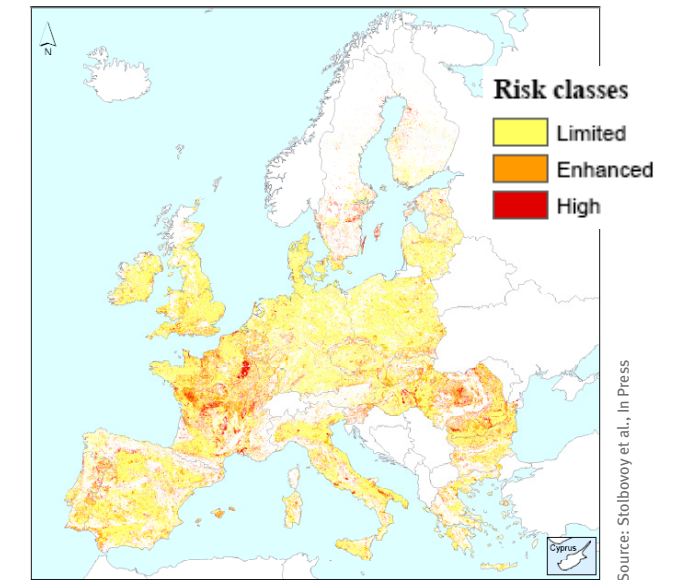 N
Risk classes
Limited
Enhanced
High
Cyprus
Source: Stolbovoy et al., In Press